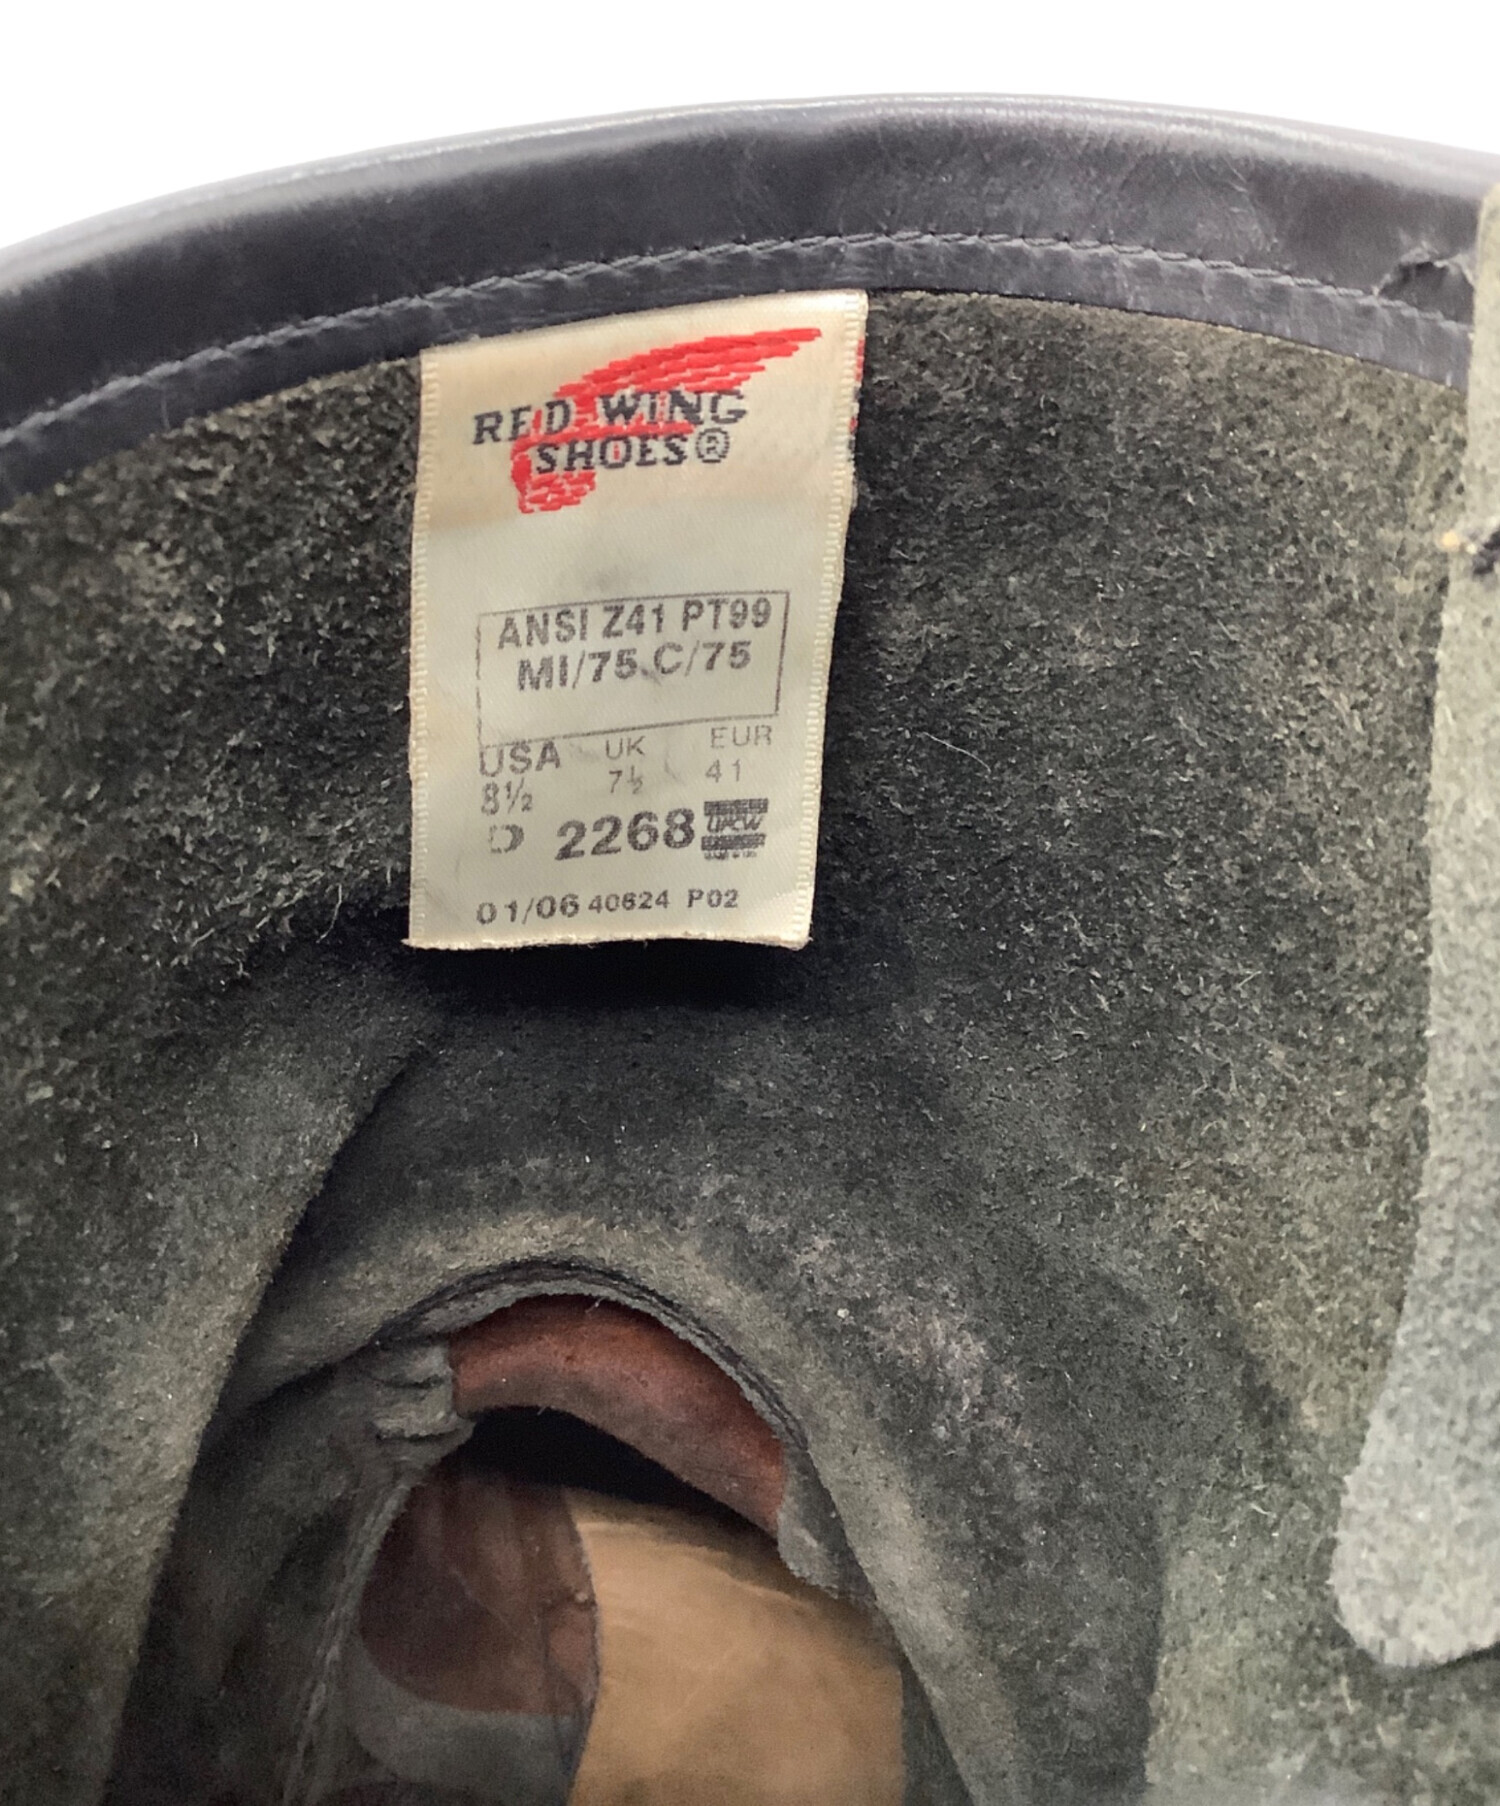 RED WING
SHOES®
ANSI Z41 PT99
MI/75 C/75
USA UK EUR
8½ 7½ 41
D 2268 UFCW
01/06 40624 P02